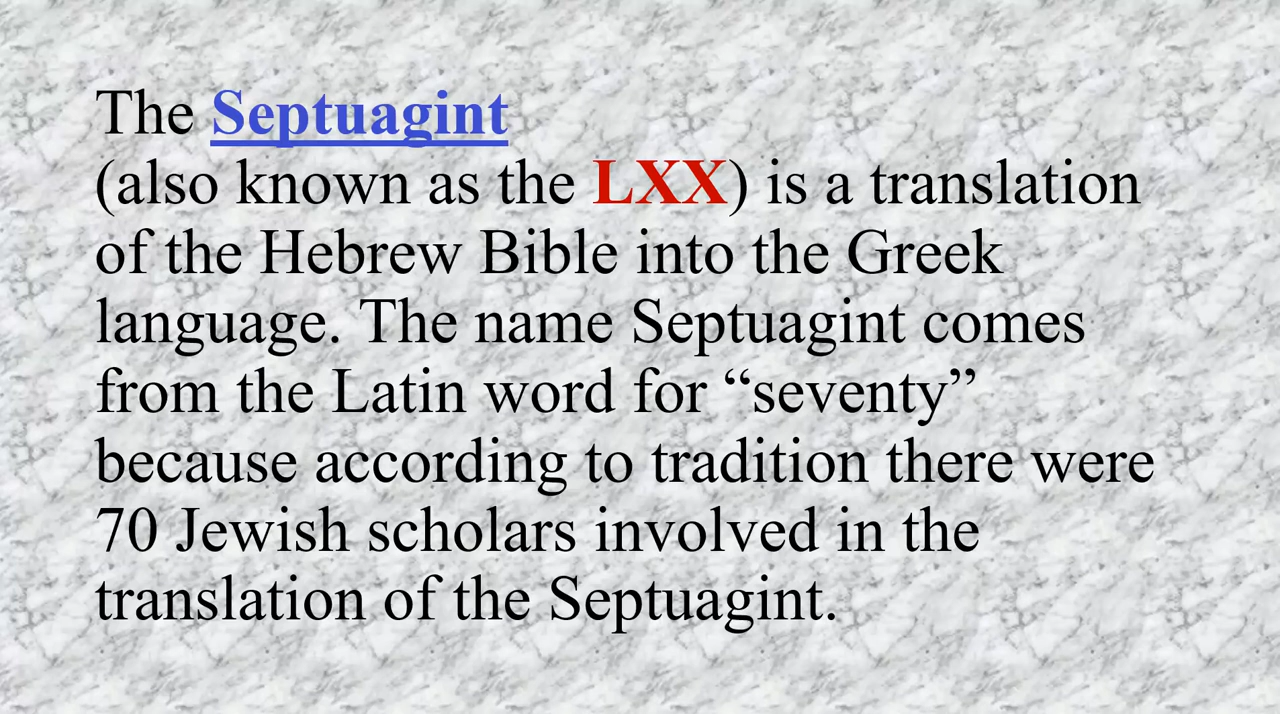 The Septuagint
(also known as the LXX) is a translation
of the Hebrew Bible into the Greek
language. The name Septuagint comes
from the Latin word for “seventy”
because according to tradition there were
70 Jewish scholars involved in the
translation of the Septuagint.